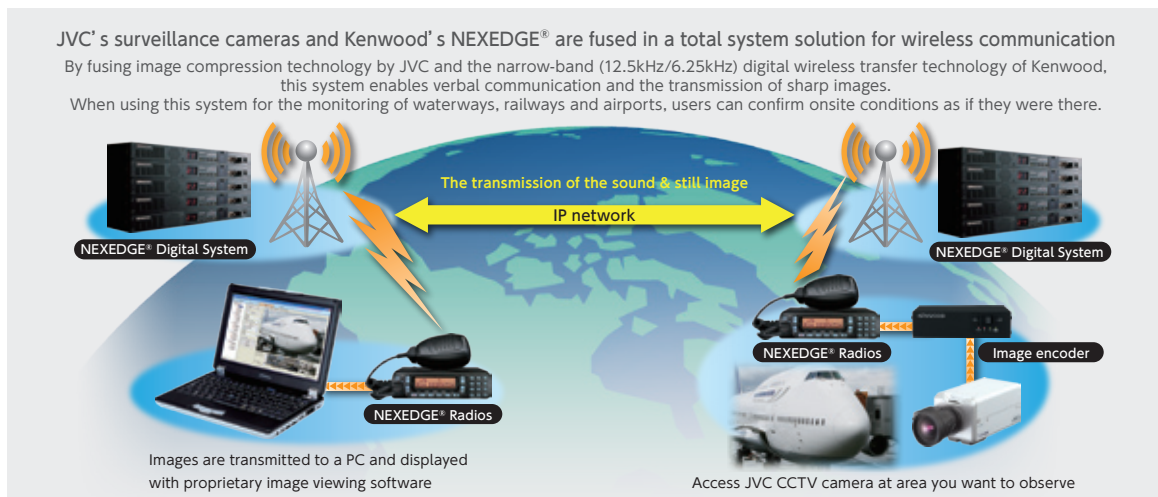 JVC's surveillance cameras and Kenwood's NEXEDGE® are fused in a total system solution for wireless communication
By fusing image compression technology by JVC and the narrow-band (12.5kHz/6.25kHz) digital wireless transfer technology of Kenwood,
this system enables verbal communication and the transmission of sharp images.
When using this system for the monitoring of waterways, railways and airports, users can confirm onsite conditions as if they were there.
The transmission of the sound & still image
IP network
NEXEDGE® Digital System
NEXEDGE® Digital System
NEXEDGE® Radios
Image encoder
NEXEDGE® Radios
Images are transmitted to a PC and displayed
with proprietary image viewing software
Access JVC CCTV camera at area you want to observe